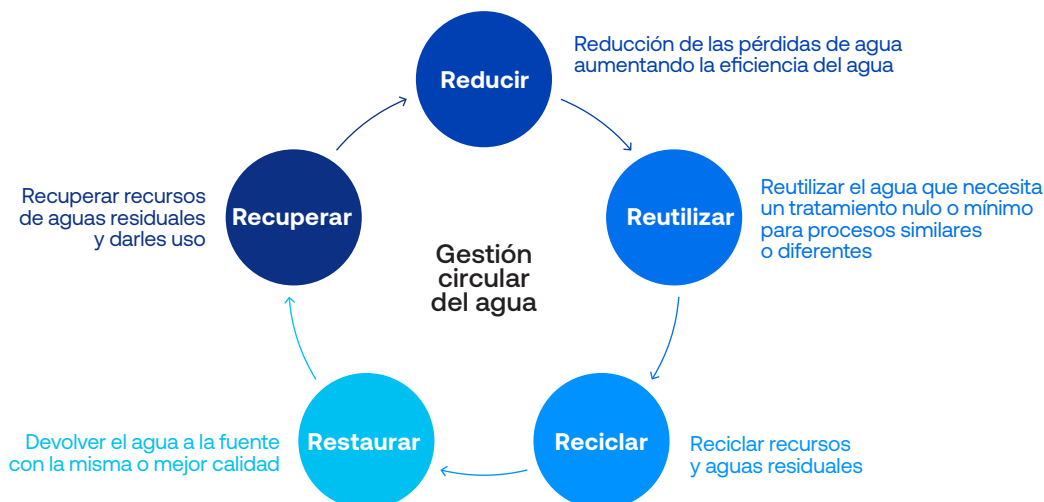 Reducir
Reducción de las pérdidas de agua
aumentando la eficiencia del agua
Reutilizar
Reutilizar el agua que necesita
un tratamiento nulo o mínimo
para procesos similares
o diferentes
Reciclar
Reciclar recursos
y aguas residuales
Restaurar
Devolver el agua a la fuente
con la misma o mejor calidad
Recuperar
Recuperar recursos
de aguas residuales
y darles uso
Gestión
circular
del agua